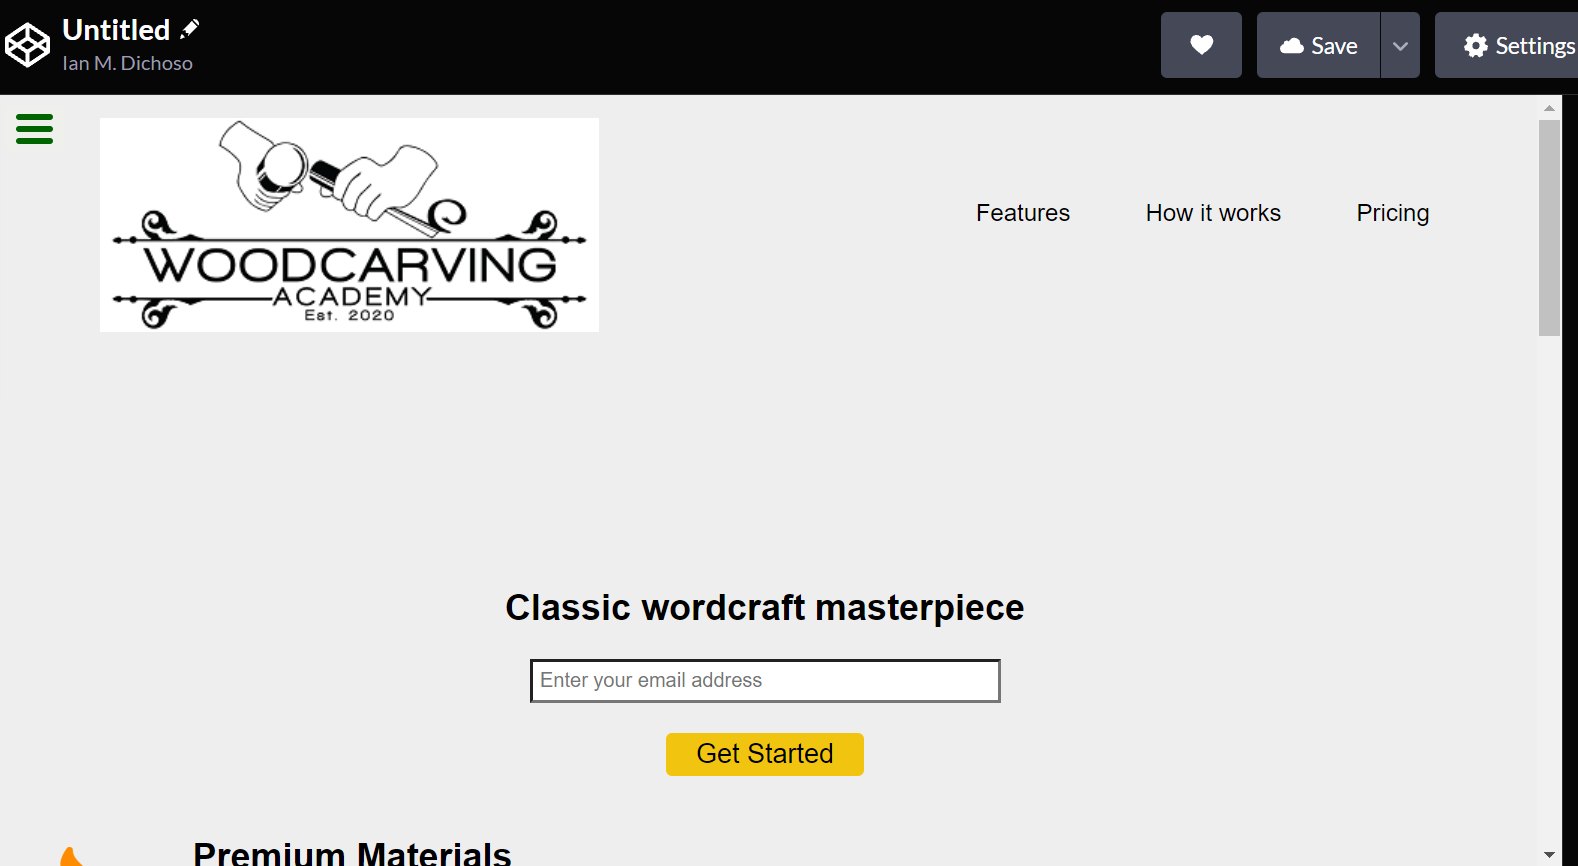 Untitled
Ian M. Dichoso
Save
Settings
WOODCARVING
ACADEMY
Est. 2020
Features
How it works
Pricing
Classic wordcraft masterpiece
Enter your email address
Get Started
Premium Materials